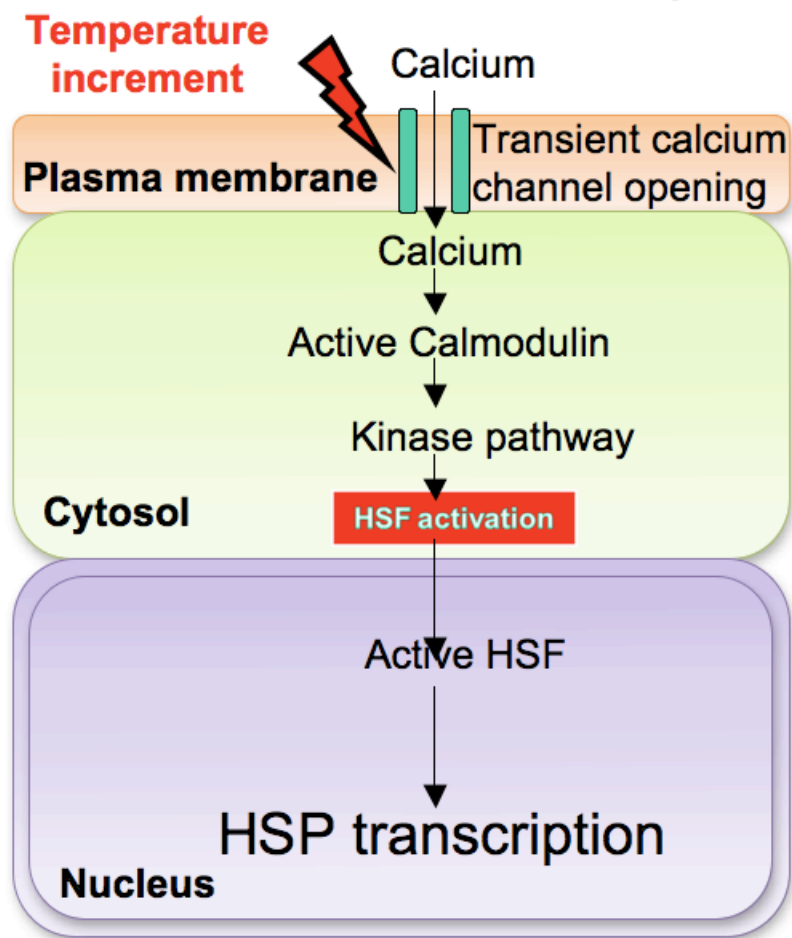 Temperature
increment
Calcium
Plasma membrane
Transient calcium
channel opening
Calcium
Active Calmodulin
Kinase pathway
Cytosol
HSF activation
Active HSF
HSP transcription
Nucleus